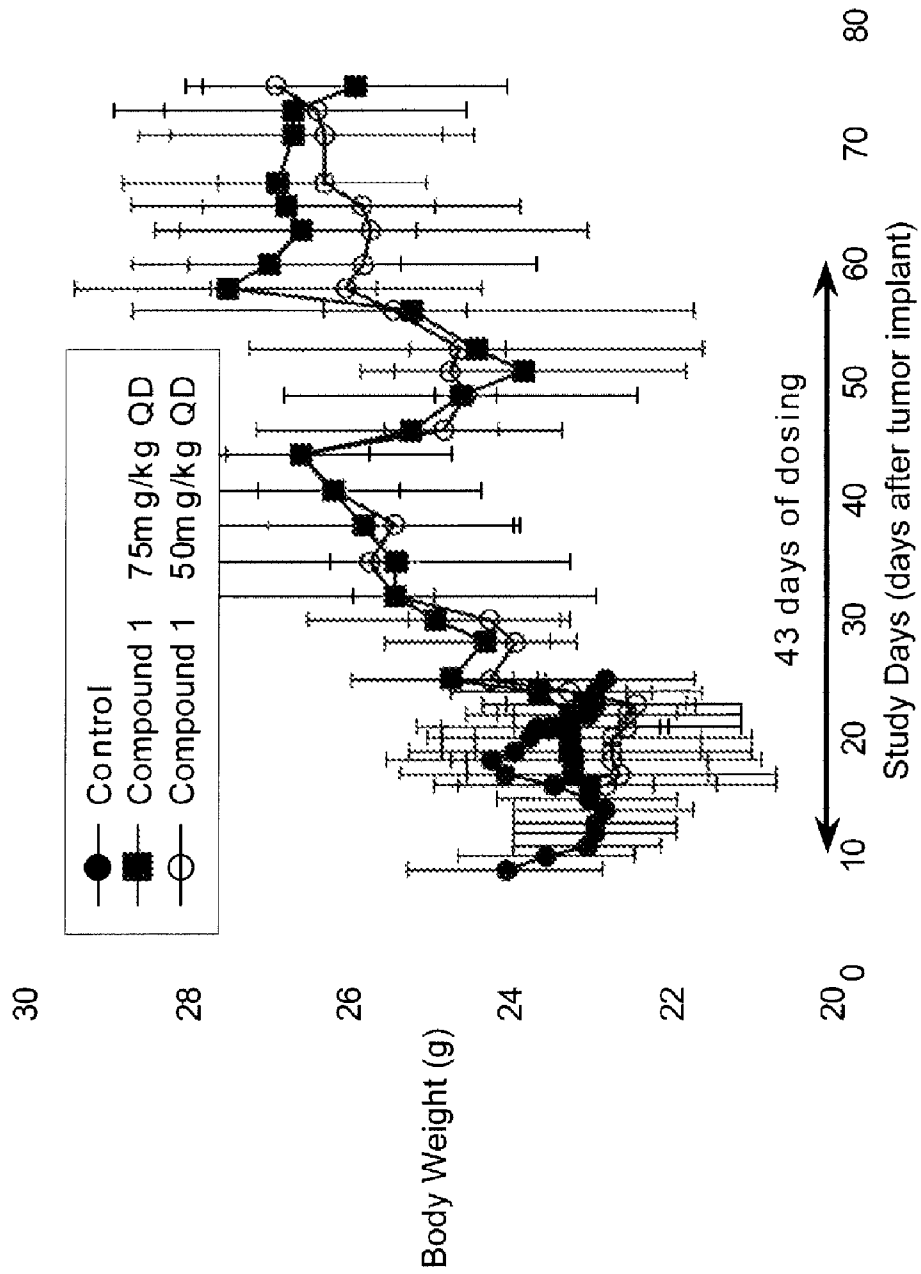 Control
Compound 1 75mg/kg QD
Compound 1 50mg/kg QD
30
28
26
24
22
20
Body Weight (g)
43 days of dosing
0
10
20
30
40
50
60
70
80
Study Days (days after tumor implant)